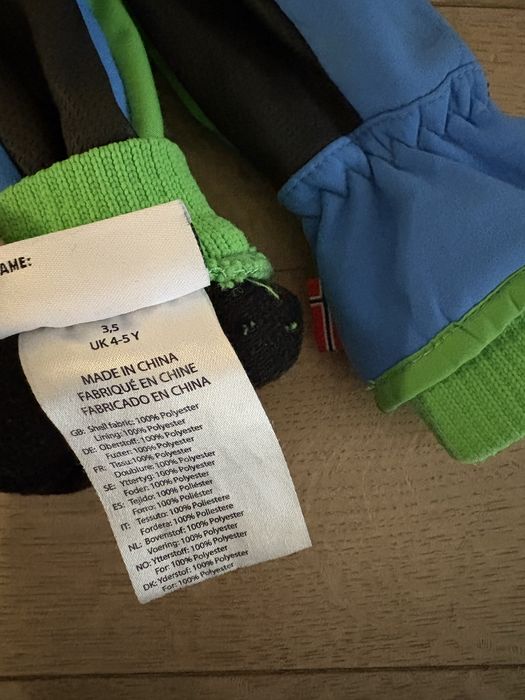 AME:
3,5
UK 4-5 Y
MADE IN CHINA
FABRIQUÉ EN CHINE
FABRICADO EN CHINA
GB: Shell fabric: 100% Polyester
Lining: 100% Polyester
DE: Oberstoff: 100% Polyester
Futter: 100% Polyester
FR: Tissu: 100% Polyester
Doublure: 100% Polyester
SE: Yttertyg: 100% Polyester
Foder: 100% Polyester
ES: Tejido: 100% Poliéster
Forro: 100% Poliéster
IT: Tessuto: 100% Poliestere
Fordera: 100% Poliestere
NL: Bovenstof: 100% Polyester
Voering: 100% Polyester
NO: Ytterstoff: 100% Polyester
For: 100% Polyester
DK: Yderstof: 100% Polyester
For: 100% Polyester